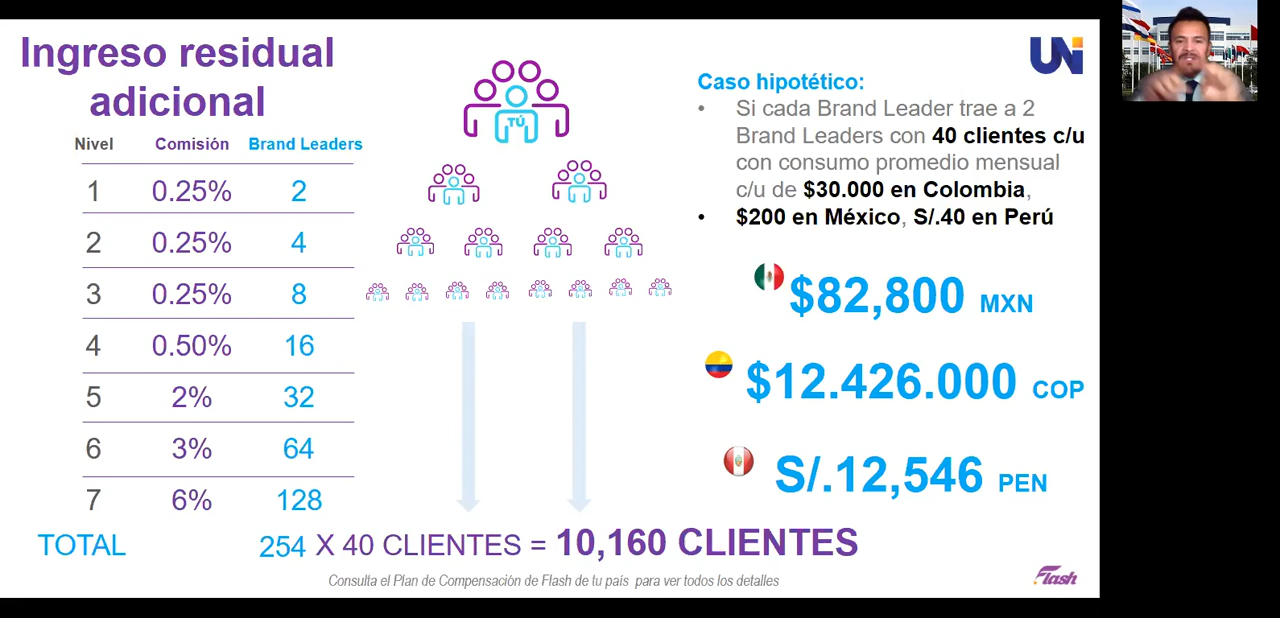 Ingreso residual
adicional
Nivel Comisión Brand Leaders
1 0.25% 2
2 0.25% 4
3 0.25% 8
4 0.50% 16
5 2% 32
6 3% 64
7 6% 128
TOTAL 254 X 40 CLIENTES = 10,160 CLIENTES
TÚ
UNI
Caso hipotético:
• Si cada Brand Leader trae a 2
Brand Leaders con 40 clientes c/u
con consumo promedio mensual
c/u de $30.000 en Colombia,
• $200 en México, S/.40 en Perú
$82,800 MXN
$12.426.000 COP
S/.12,546 PEN
Consulta el Plan de Compensación de Flash de tu país para ver todos los detalles
Flash